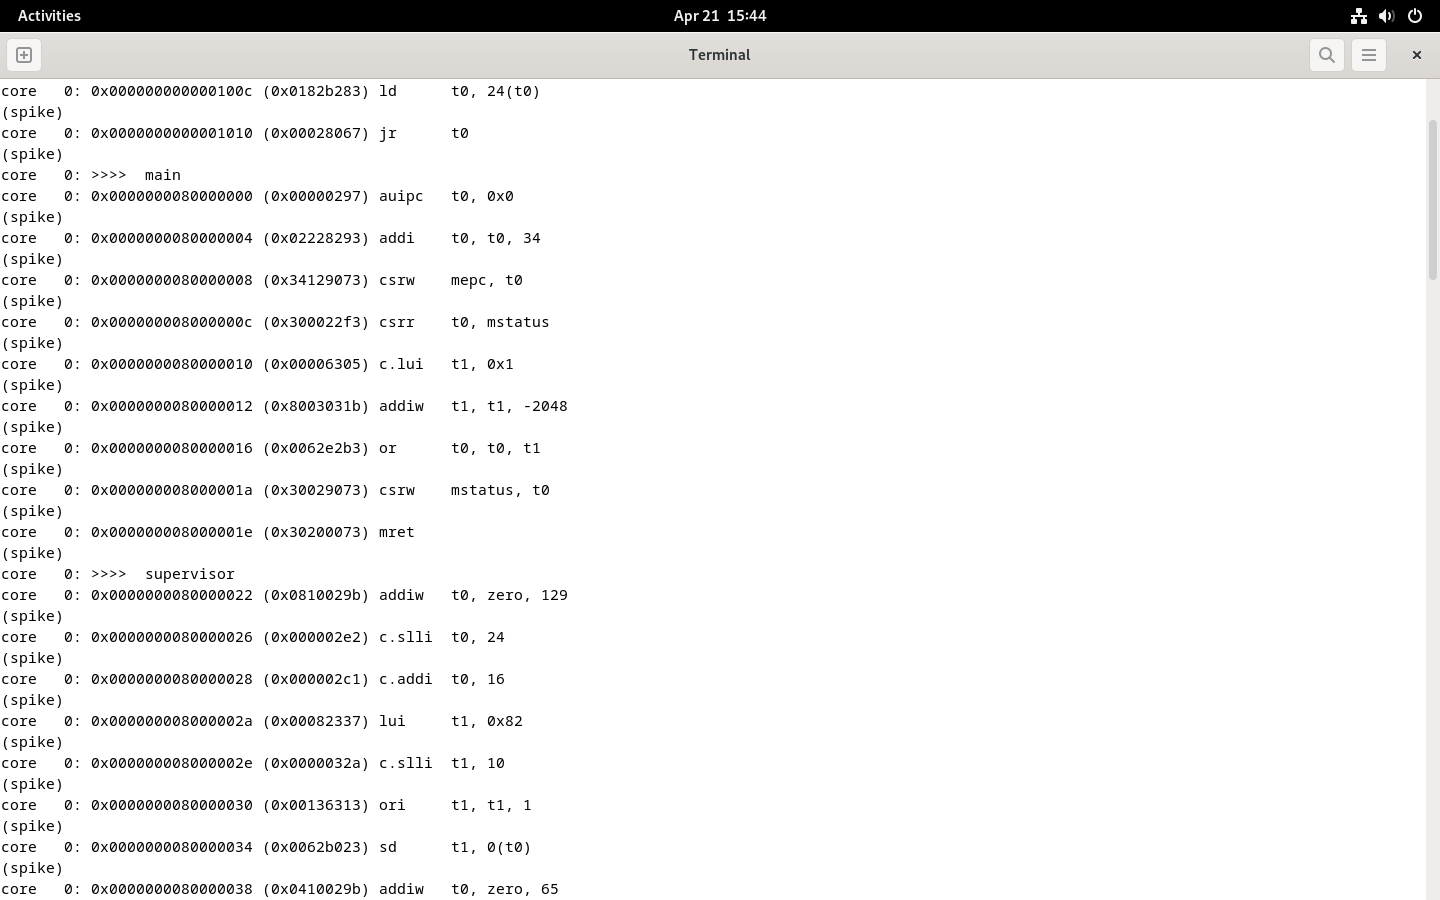 Activities
Apr 21  15:44
Terminal
core   0: 0x000000000000100c (0x0182b283) ld      t0, 24(t0)
(spike)
core   0: 0x0000000000001010 (0x00028067) jr      t0
(spike)
core   0: >>>>  main
core   0: 0x0000000080000000 (0x00000297) auipc   t0, 0x0
(spike)
core   0: 0x0000000080000004 (0x02228293) addi    t0, t0, 34
(spike)
core   0: 0x0000000080000008 (0x34129073) csrw    mepc, t0
(spike)
core   0: 0x000000008000000c (0x300022f3) csrr    t0, mstatus
(spike)
core   0: 0x0000000080000010 (0x00006305) c.lui   t1, 0x1
(spike)
core   0: 0x0000000080000012 (0x8003031b) addiw   t1, t1, -2048
(spike)
core   0: 0x0000000080000016 (0x0062e2b3) or      t0, t0, t1
(spike)
core   0: 0x000000008000001a (0x30029073) csrw    mstatus, t0
(spike)
core   0: 0x000000008000001e (0x30200073) mret
(spike)
core   0: >>>>  supervisor
core   0: 0x0000000080000022 (0x0810029b) addiw   t0, zero, 129
(spike)
core   0: 0x0000000080000026 (0x000002e2) c.slli  t0, 24
(spike)
core   0: 0x0000000080000028 (0x000002c1) c.addi  t0, 16
(spike)
core   0: 0x000000008000002a (0x00082337) lui     t1, 0x82
(spike)
core   0: 0x000000008000002e (0x0000032a) c.slli  t1, 10
(spike)
core   0: 0x0000000080000030 (0x00136313) ori     t1, t1, 1
(spike)
core   0: 0x0000000080000034 (0x0062b023) sd      t1, 0(t0)
(spike)
core   0: 0x0000000080000038 (0x0410029b) addiw   t0, zero, 65